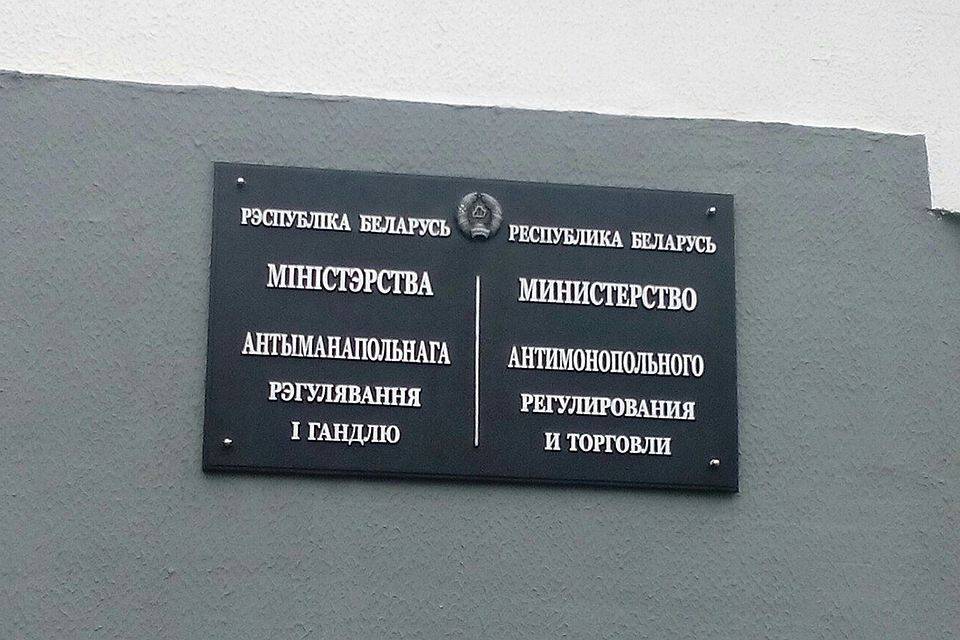 РЭСПУБЛІКА БЕЛАРУСЬ
МІНІСТЭРСТВА
АНТЫМАНАПОЛЬНАГА
РЭГУЛЯВАННЯ
І ГАНДЛЮ
РЕСПУБЛИКА БЕЛАРУСЬ
МИНИСТЕРСТВО
АНТИМОНОПОЛЬНОГО
РЕГУЛИРОВАНИЯ
И ТОРГОВЛИ